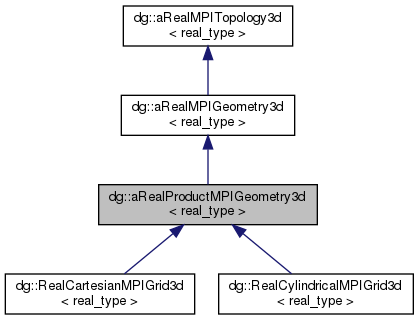 dg::aRealMPITopology3d
< real_type >
dg::aRealMPIGeometry3d
< real_type >
dg::aRealProductMPIGeometry3d
< real_type >
dg::RealCartesianMPIGrid3d
< real_type >
dg::RealCylindricalMPIGrid3d
< real_type >